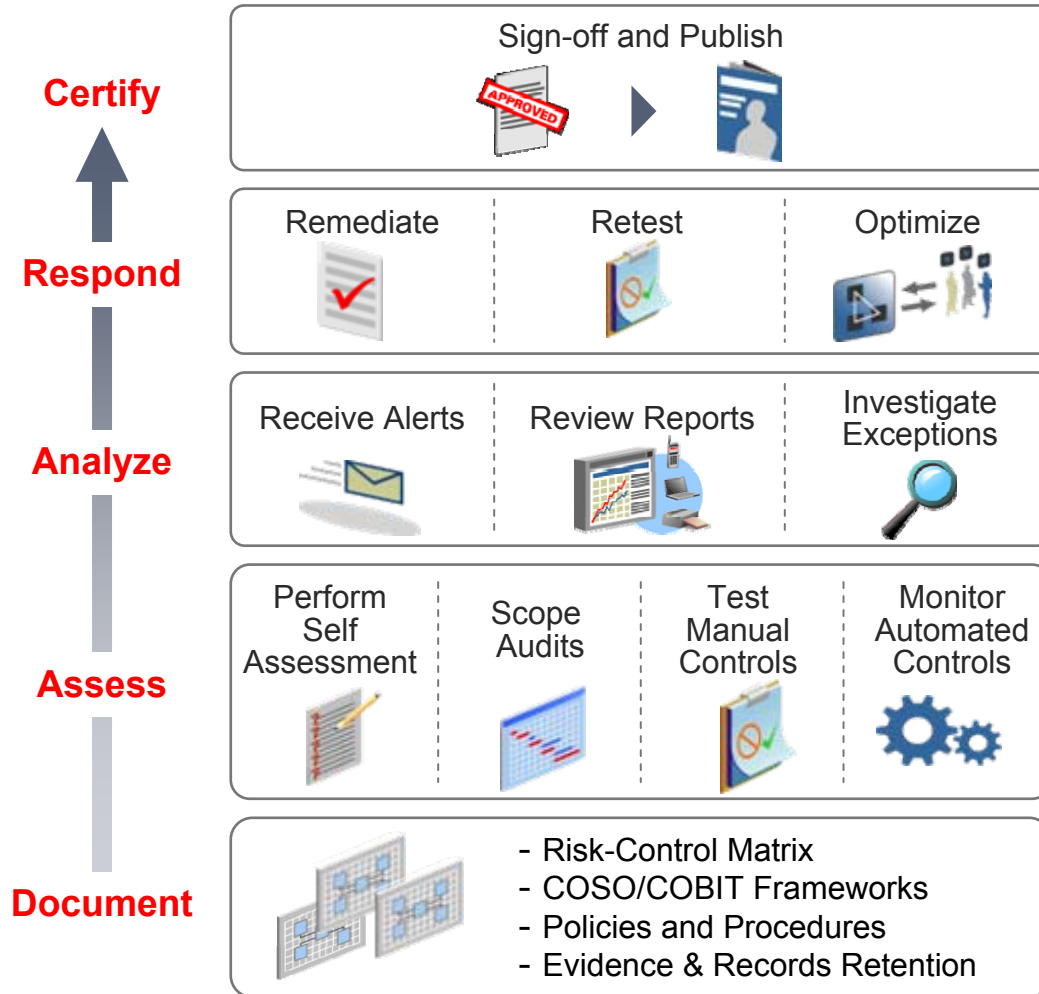 Certify
Sign-off and Publish
APPROVED
Respond
Remediate
Retest
Optimize
Analyze
Receive Alerts
Review Reports
Investigate
Exceptions
Assess
Perform
Self
Assessment
Scope
Audits
Test
Manual
Controls
Monitor
Automated
Controls
Document
- Risk-Control Matrix
- COSO/COBIT Frameworks
- Policies and Procedures
- Evidence & Records Retention